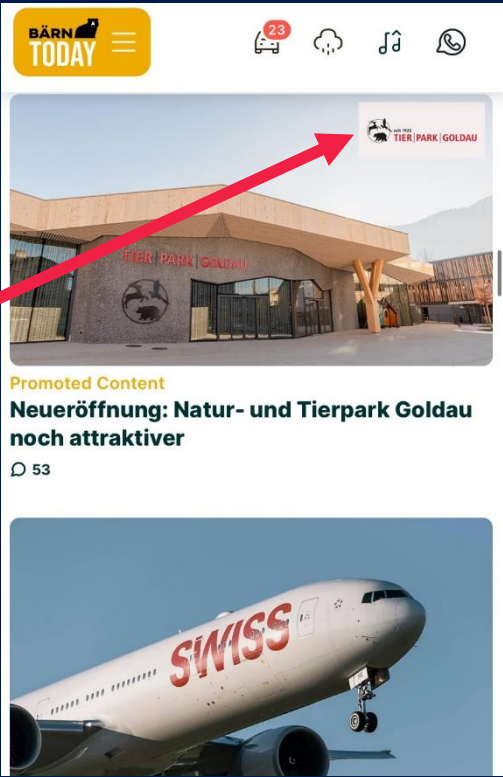 BÄRN
TODAY
23
seit 1925
TIER | PARK | GOLDAU
TIER PARK GOLDAU
Promoted Content
Neueröffnung: Natur- und Tierpark Goldau
noch attraktiver
53
SWISS